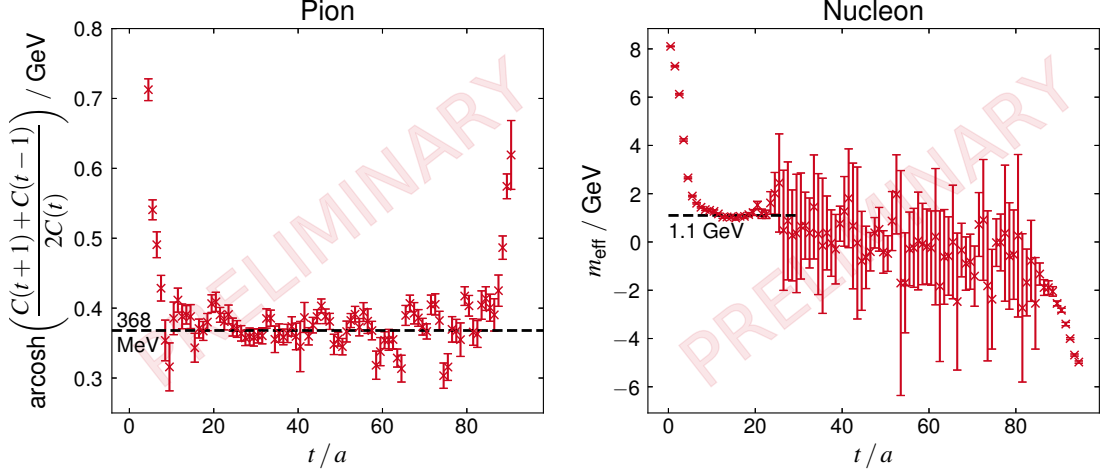 Pion
arcosh ( C(t + 1) + C(t − 1) / 2C(t) ) / GeV
0.8
0.7
0.6
0.5
0.4
0.3
368
MeV
PRELIMINARY
0 20 40 60 80
t / a
Nucleon
m_eff / GeV
8
6
4
2
0
−2
−4
−6
1.1 GeV
PRELIMINARY
0 20 40 60 80
t / a